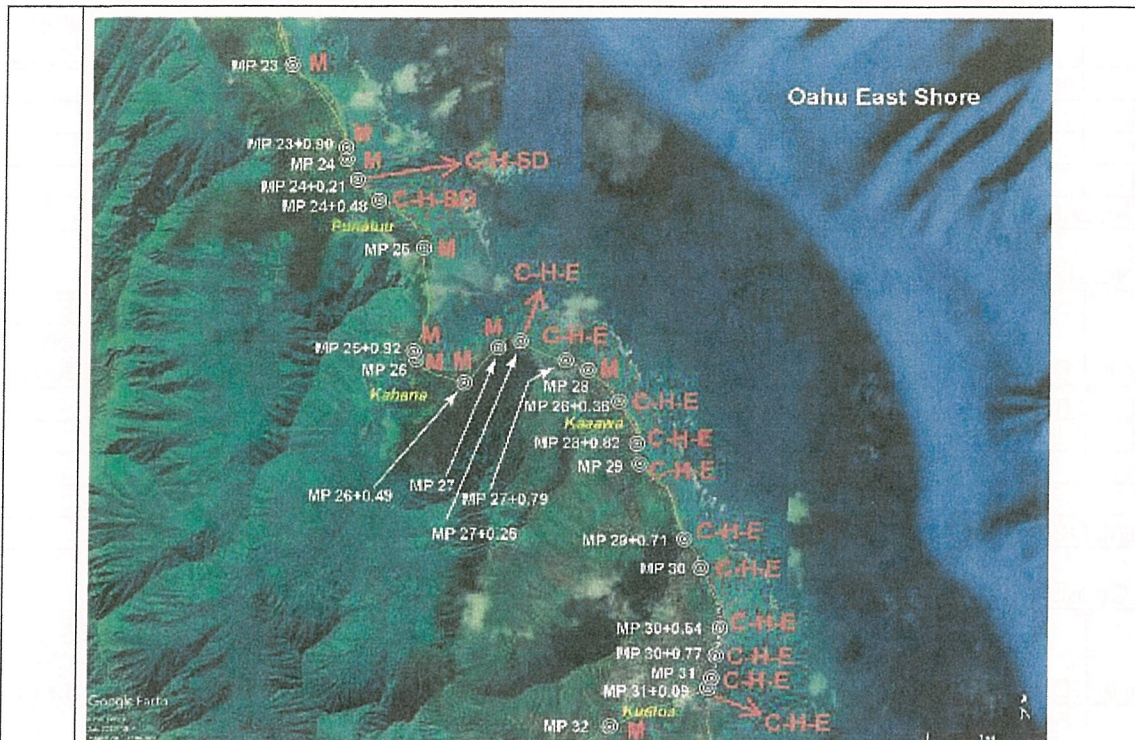 Oahu East Shore
MP 23 M
MP 23+0.90 M
MP 24 M
MP 24+0.21 C-H-SD
MP 24+0.48 C-H-SD
Punaluu
MP 25 M
C-H-E
MP 25+0.92 M
MP 26 M
M
M
C-H-E
MP 28 M
Kahana
MP 28+0.36 C-H-E
Kaaawa
MP 28+0.82 C-H-E
MP 29 C-H-E
MP 26+0.49
MP 27
MP 27+0.79
MP 27+0.26
MP 29+0.71 C-H-E
MP 30 C-H-E
MP 30+0.54 C-H-E
MP 30+0.77 C-H-E
MP 31 C-H-E
MP 31+0.09 C-H-E
Kualoa
MP 32 M
Google Earth
N